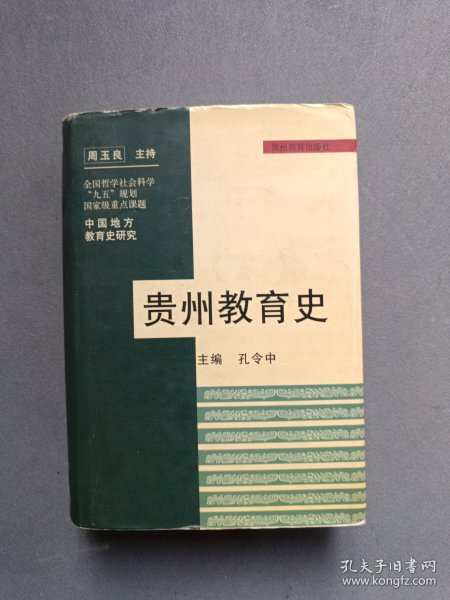 周玉良 主持
贵州教育出版社
全国哲学社会科学
“九五”规划
国家级重点课题
中国地方
教育史研究
贵州教育史
主编 孔令中
孔夫子旧书网
www.kongfz.com